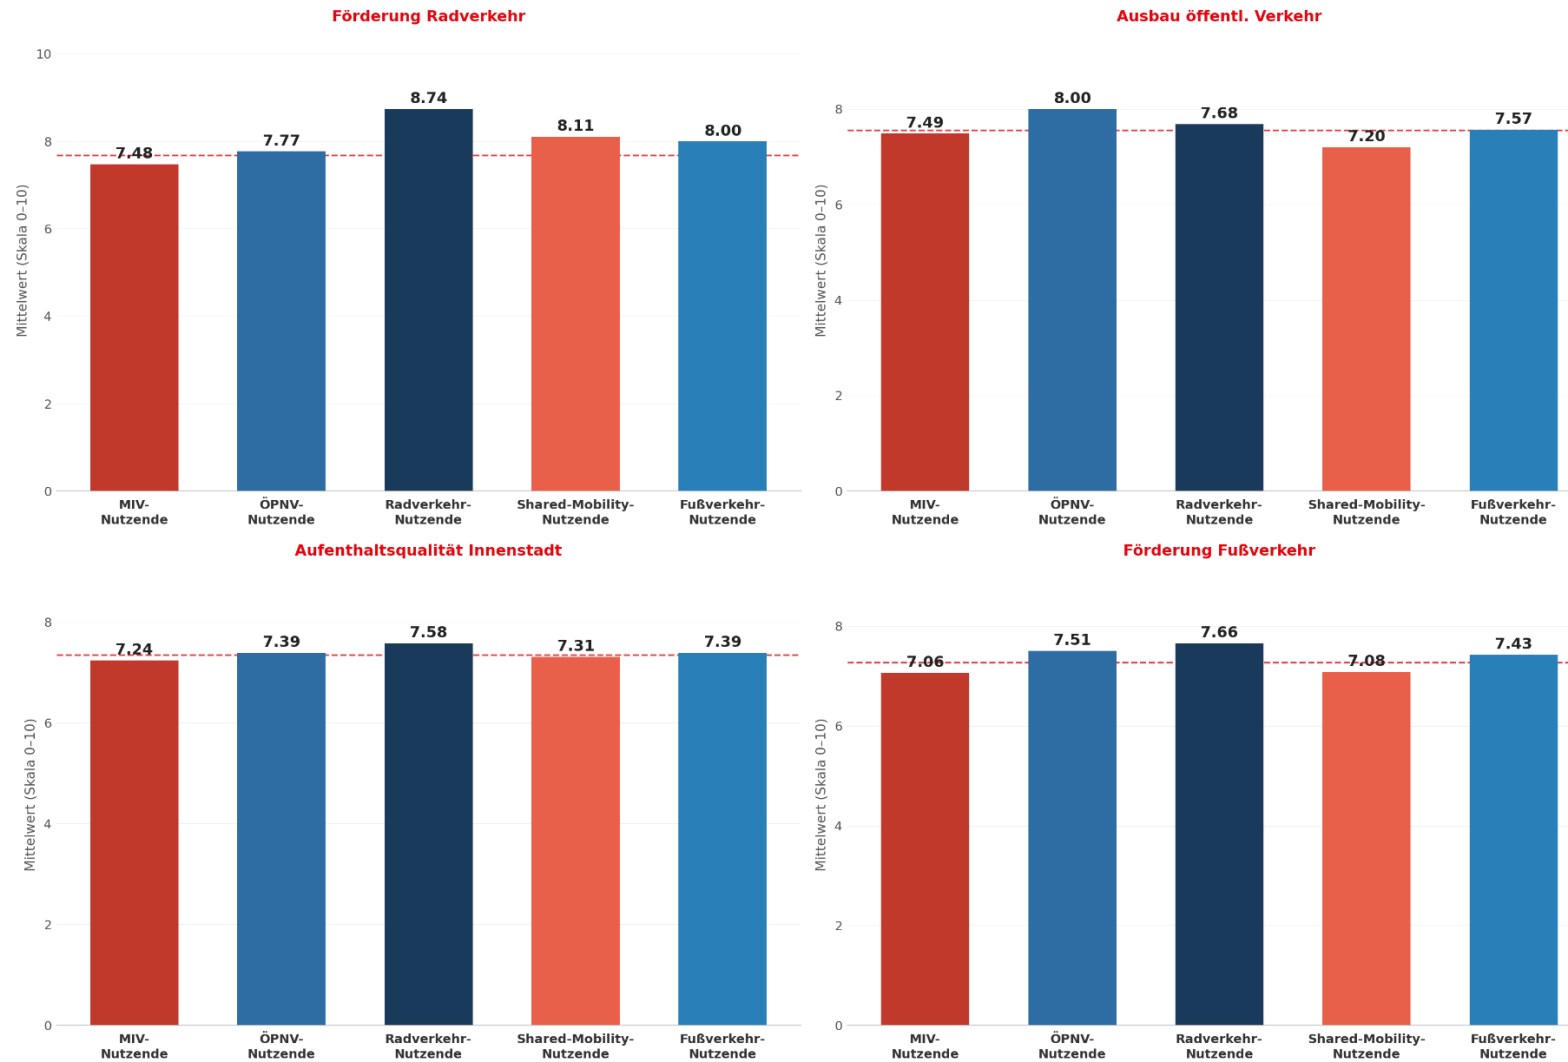 Förderung Radverkehr
Mittelwert (Skala 0–10)
10
8
6
4
2
0
7.48
7.77
8.74
8.11
8.00
MIV-
Nutzende
ÖPNV-
Nutzende
Radverkehr-
Nutzende
Shared-Mobility-
Nutzende
Fußverkehr-
Nutzende
Ausbau öffentl. Verkehr
Mittelwert (Skala 0–10)
8
6
4
2
0
7.49
8.00
7.68
7.20
7.57
MIV-
Nutzende
ÖPNV-
Nutzende
Radverkehr-
Nutzende
Shared-Mobility-
Nutzende
Fußverkehr-
Nutzende
Aufenthaltsqualität Innenstadt
Mittelwert (Skala 0–10)
8
6
4
2
0
7.24
7.39
7.58
7.31
7.39
MIV-
Nutzende
ÖPNV-
Nutzende
Radverkehr-
Nutzende
Shared-Mobility-
Nutzende
Fußverkehr-
Nutzende
Förderung Fußverkehr
Mittelwert (Skala 0–10)
8
6
4
2
0
7.06
7.51
7.66
7.08
7.43
MIV-
Nutzende
ÖPNV-
Nutzende
Radverkehr-
Nutzende
Shared-Mobility-
Nutzende
Fußverkehr-
Nutzende